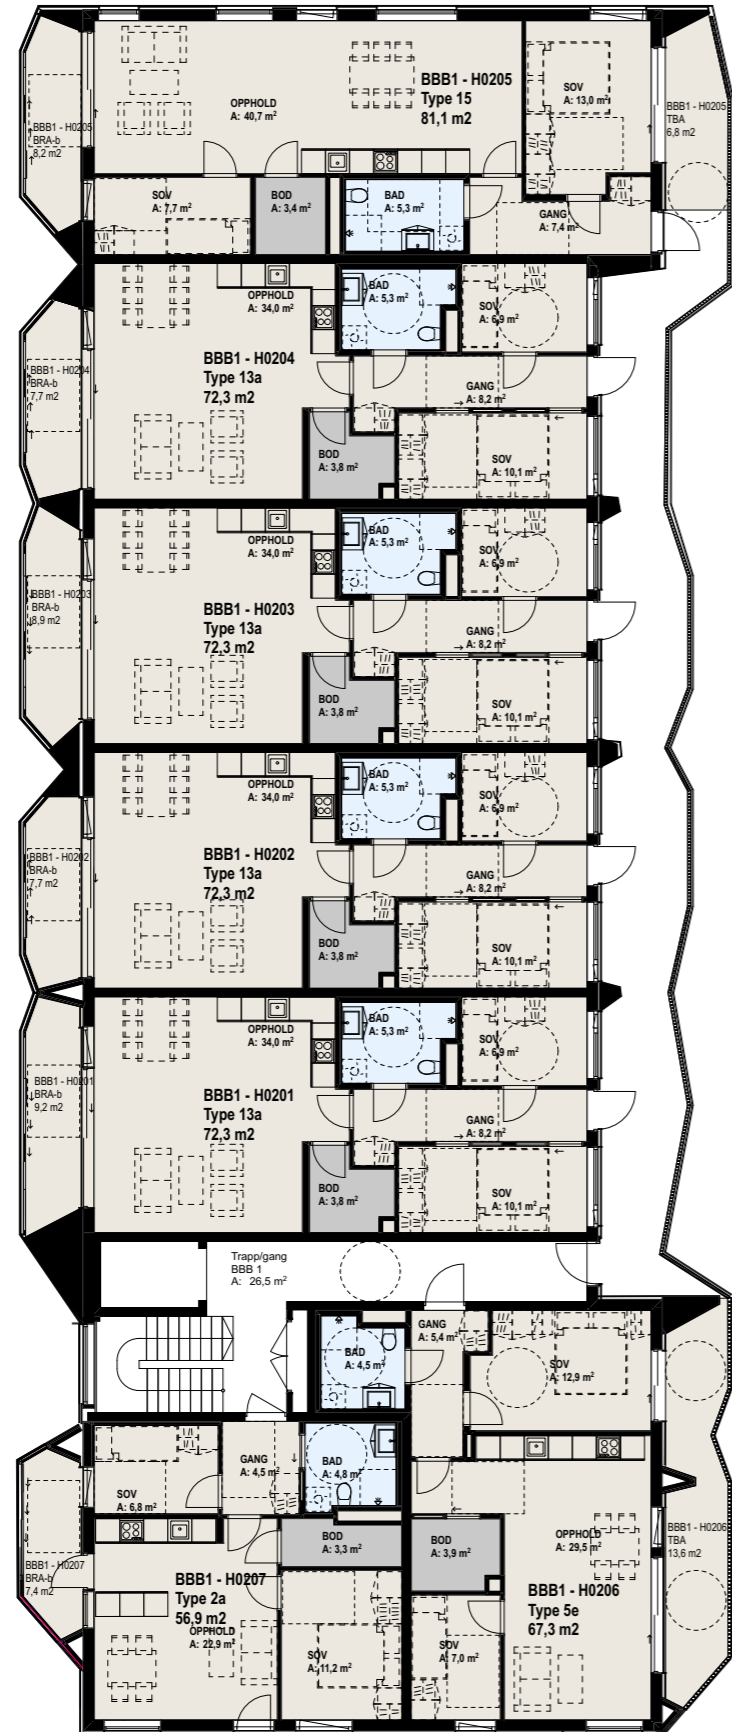 OPPHOLD
A: 40,7 m²
BBB1 - H0205
Type 15
81,1 m2
SOV
A: 13,0 m²
BBB1 - H0205
TBA
6,8 m2
BBB1 - H0205
BRA-b
8,2 m2
SOV
A: 7,7 m²
BOD
A: 3,4 m²
BAD
A: 5,3 m²
GANG
A: 7,4 m²
OPPHOLD
A: 34,0 m²
BAD
A: 5,3 m²
SOV
A: 6,9 m²
BBB1 - H0204
BRA-b
7,7 m2
BBB1 - H0204
Type 13a
72,3 m2
GANG
A: 8,2 m²
BOD
A: 3,8 m²
SOV
A: 10,1 m²
OPPHOLD
A: 34,0 m²
BAD
A: 5,3 m²
SOV
A: 6,9 m²
BBB1 - H0203
BRA-b
8,9 m2
BBB1 - H0203
Type 13a
72,3 m2
GANG
A: 8,2 m²
BOD
A: 3,8 m²
SOV
A: 10,1 m²
OPPHOLD
A: 34,0 m²
BAD
A: 5,3 m²
SOV
A: 6,9 m²
BBB1 - H0202
BRA-b
7,7 m2
BBB1 - H0202
Type 13a
72,3 m2
GANG
A: 8,2 m²
BOD
A: 3,8 m²
SOV
A: 10,1 m²
OPPHOLD
A: 34,0 m²
BAD
A: 5,3 m²
SOV
A: 6,9 m²
BBB1 - H0201
BRA-b
9,2 m2
BBB1 - H0201
Type 13a
72,3 m2
GANG
A: 8,2 m²
BOD
A: 3,8 m²
SOV
A: 10,1 m²
Trapp/gang
BBB 1
A: 26,5 m²
BAD
A: 4,5 m²
GANG
A: 5,4 m²
SOV
A: 12,9 m²
SOV
A: 6,8 m²
GANG
A: 4,5 m²
BAD
A: 4,8 m²
BOD
A: 3,3 m²
BOD
A: 3,9 m²
OPPHOLD
A: 29,5 m²
BBB1 - H0206
TBA
13,6 m2
BBB1 - H0207
BRA-b
7,4 m2
BBB1 - H0207
Type 2a
56,9 m2
OPPHOLD
A: 22,9 m²
BBB1 - H0206
Type 5e
67,3 m2
SOV
A: 11,2 m²
SOV
A: 7,0 m²